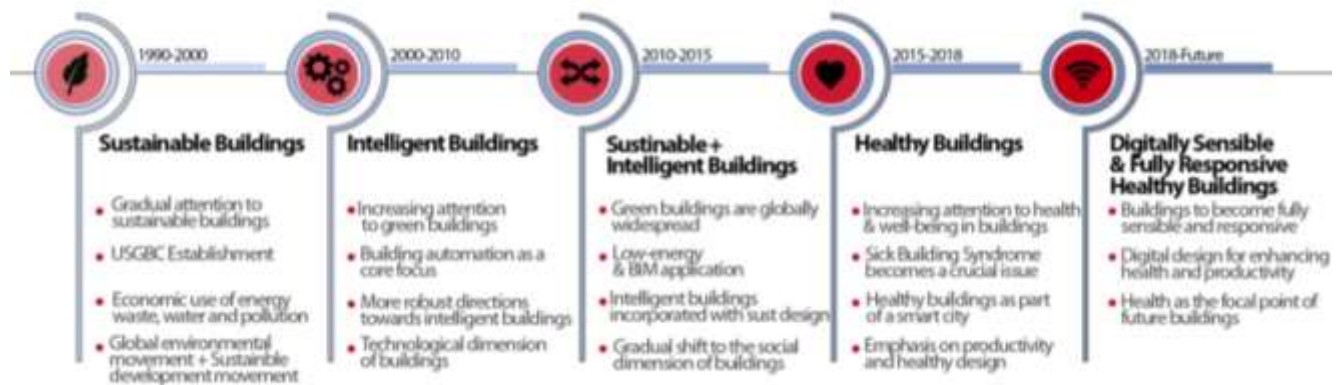 1990-2000
Sustainable Buildings
Gradual attention to
sustainable buildings
USGBC Establishment
Economic use of energy
waste, water and pollution
Global environmental
movement + Sustainble
development movement
2000-2010
Intelligent Buildings
Increasing attention
to green buildings
Building automation as a
core focus
More robust directions
towards intelligent buildings
Technological dimension
of buildings
2010-2015
Sustinable+
Intelligent Buildings
Green buildings are globally
widespread
Low-energy
& BIM application
Intelligent buildings
incorporated with sust design
Gradual shift to the social
dimension of buildings
2015-2018
Healthy Buildings
Increasing attention to health
& well-being in buildings
Sick Building Syndrome
becomes a crucial issue
Healthy buildings as part
of a smart city
Emphasis on productivity
and healthy design
2018-Future
Digitally Sensible
& Fully Responsive
Healthy Buildings
Buildings to become fully
sensible and responsive
Digital design for enhancing
health and productivity
Health as the focal point of
future buildings